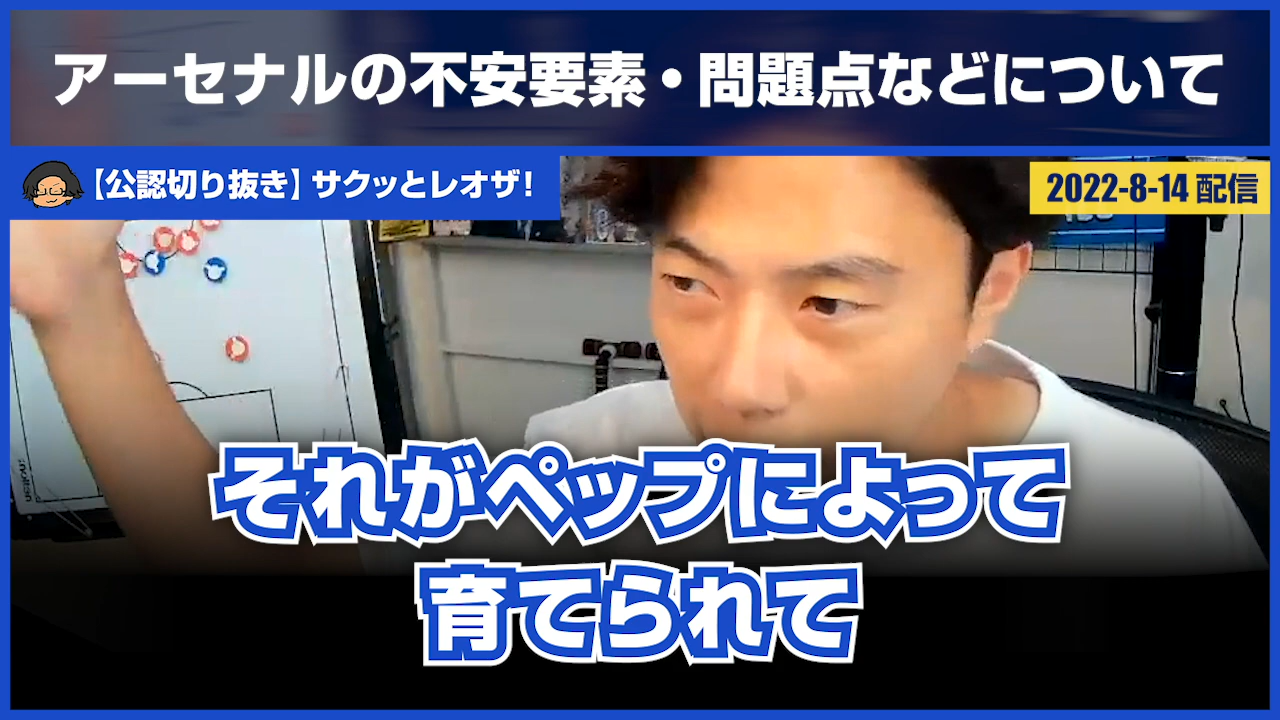 アーセナルの不安要素・問題点などについて
【公認切り抜き】サクッとレオザ!
2022-8-14 配信
それがペップによって
育てられて